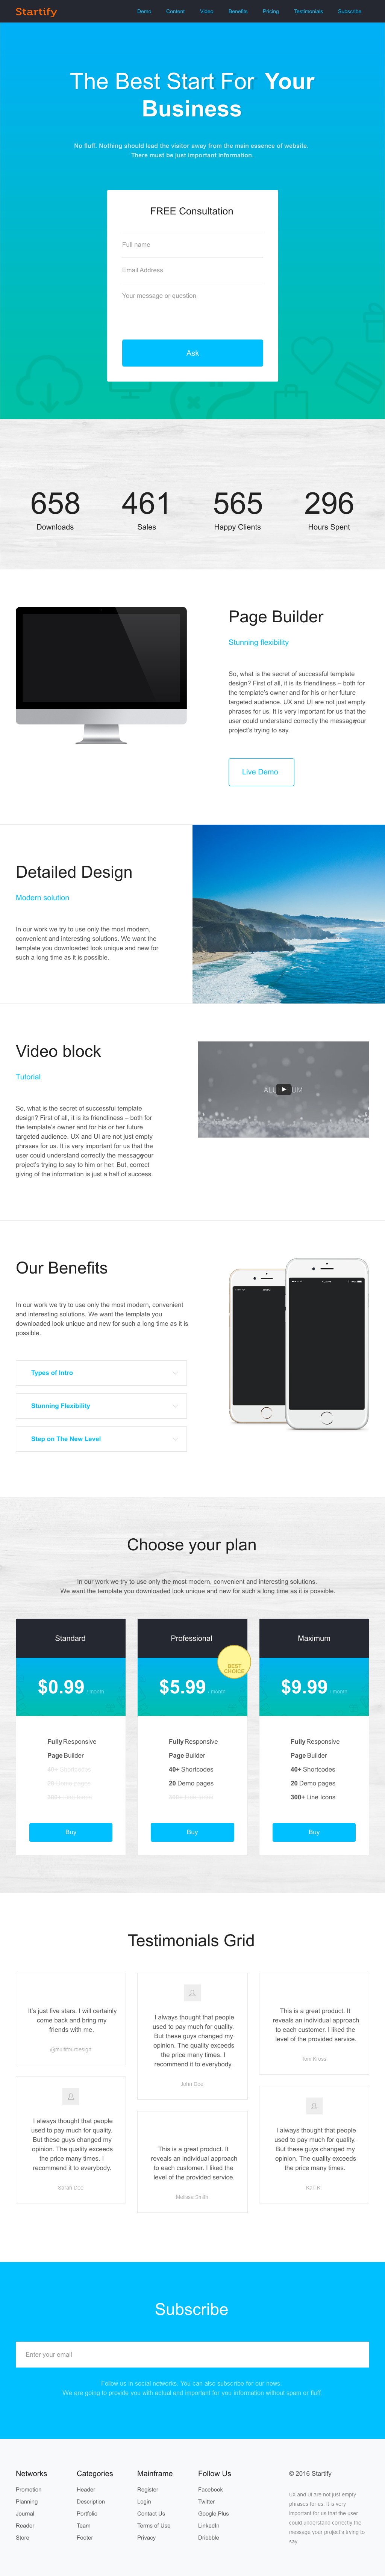 Startify
Demo Content Video Benefits Pricing Testimonials Subscribe
The Best Start For Your
Business
No fluff. Nothing should lead the visitor away from the main essence of website.
There must be just important information.
FREE Consultation
Full name
Email Address
Your message or question
Ask
658 461 565 296
Downloads Sales Happy Clients Hours Spent
Page Builder
Stunning flexibility
So, what is the secret of successful template
design? First of all, it is its friendliness – both for
the template's owner and for his or her future
targeted audience. UX and UI are not just empty
phrases for us. It is very important for us that the
user could understand correctly the message your
project's trying to say.
Live Demo
Detailed Design
Modern solution
In our work we try to use only the most modern,
convenient and interesting solutions. We want the
template you downloaded look unique and new for
such a long time as it is possible.
Video block
Tutorial
So, what is the secret of successful template
design? First of all, it is its friendliness – both for
the template's owner and for his or her future
targeted audience. UX and UI are not just empty
phrases for us. It is very important for us that the
user could understand correctly the message your
project's trying to say to him or her. But, correct
giving of the information is just a half of success.
Our Benefits
In our work we try to use only the most modern, convenient
and interesting solutions. We want the template you
downloaded look unique and new for such a long time as it is
possible.
Types of Intro
Stunning Flexibility
Step on The New Level
Choose your plan
In our work we try to use only the most modern, convenient and interesting solutions.
We want the template you downloaded look unique and new for such a long time as it is possible.
Standard
$0.99 / month
Fully Responsive
Page Builder
40+ Shortcodes
20 Demo pages
300+ Line Icons
Buy
Professional
BEST
CHOICE
$5.99 / month
Fully Responsive
Page Builder
40+ Shortcodes
20 Demo pages
300+ Line Icons
Buy
Maximum
$9.99 / month
Fully Responsive
Page Builder
40+ Shortcodes
20 Demo pages
300+ Line Icons
Buy
Testimonials Grid
It's just five stars. I will certainly
come back and bring my
friends with me.
@multifourdesign
I always thought that people
used to pay much for quality.
But these guys changed my
opinion. The quality exceeds
the price many times. I
recommend it to everybody.
Sarah Doe
I always thought that people
used to pay much for quality.
But these guys changed my
opinion. The quality exceeds
the price many times. I
recommend it to everybody.
John Doe
This is a great product. It
reveals an individual approach
to each customer. I liked the
level of the provided service.
Melissa Smith
This is a great product. It
reveals an individual approach
to each customer. I liked the
level of the provided service.
Tom Kross
I always thought that people
used to pay much for quality.
But these guys changed my
opinion. The quality exceeds
the price many times.
Kan h.
Subscribe
Enter your email
Follow us in social networks. You can also subscribe for our news.
We are going to provide you with actual and important for you information without spam or fluff
Networks
Promotion
Planning
Journal
Reader
Store
Categories
Header
Description
Portfolio
Team
Footer
Mainframe
Register
Login
Contact Us
Terms of Use
Privacy
Follow Us
Facebook
Twitter
Google Plus
LinkedIn
Dribbble
© 2016 Startify
UX and UI are not just empty
phrases for us. It is very
important for us that the user
could understand correctly the
message your project's trying to
say.